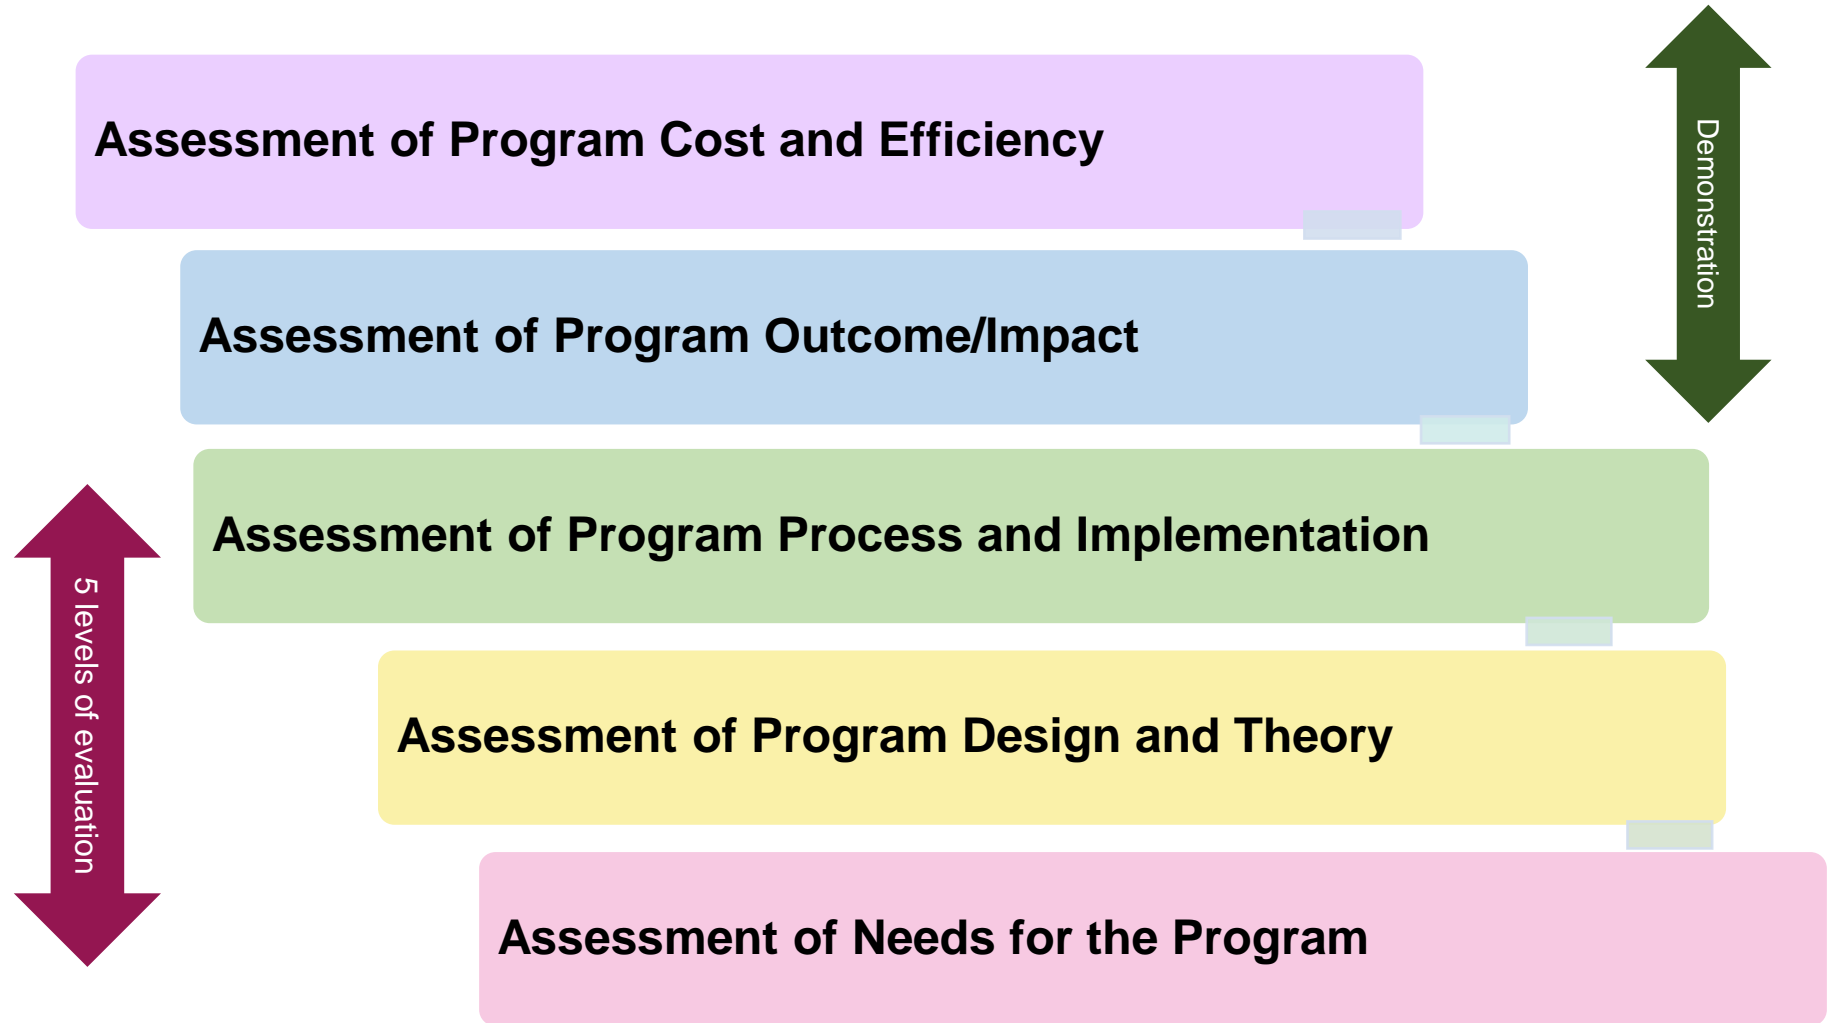 Assessment of Program Cost and Efficiency
Demonstration
Assessment of Program Outcome/Impact
Assessment of Program Process and Implementation
5 levels of evaluation
Assessment of Program Design and Theory
Assessment of Needs for the Program